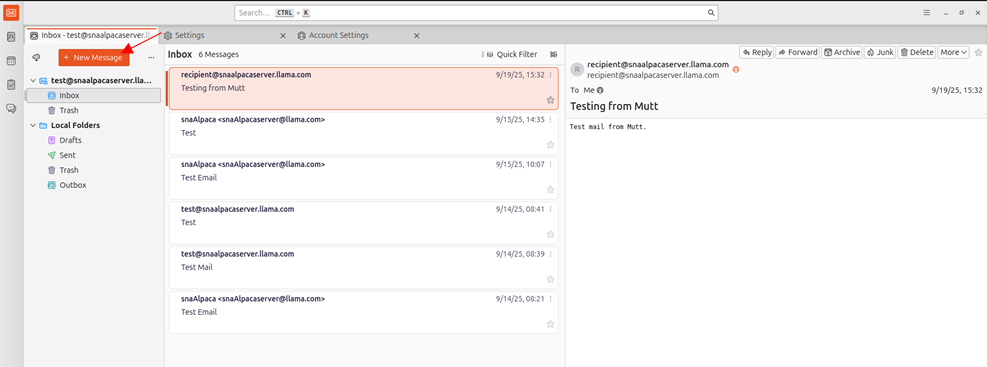 Search... CTRL + K
Inbox - test@snaalpacaserver.ll
Settings
Account Settings
+ New Message
test@snaalpacaserver.lla...
Inbox
Trash
Local Folders
Drafts
Sent
Trash
Outbox
Inbox 6 Messages Quick Filter
recipient@snaalpacaserver.llama.com 9/19/25, 15:32
Testing from Mutt
snaAlpaca <snaAlpacaserver@llama.com> 9/15/25, 14:35
Test
snaAlpaca <snaAlpacaserver@llama.com> 9/15/25, 10:07
Test Email
test@snaalpacaserver.llama.com 9/14/25, 08:41
Test
test@snaalpacaserver.llama.com 9/14/25, 08:39
Test Mail
snaAlpaca <snaAlpacaserver@llama.com> 9/14/25, 08:21
Test Email
Reply Forward Archive Junk Delete More
R
recipient@snaalpacaserver.llama.com
recipient@snaalpacaserver.llama.com
To Me 9/19/25, 15:32
Testing from Mutt
Test mail from Mutt.